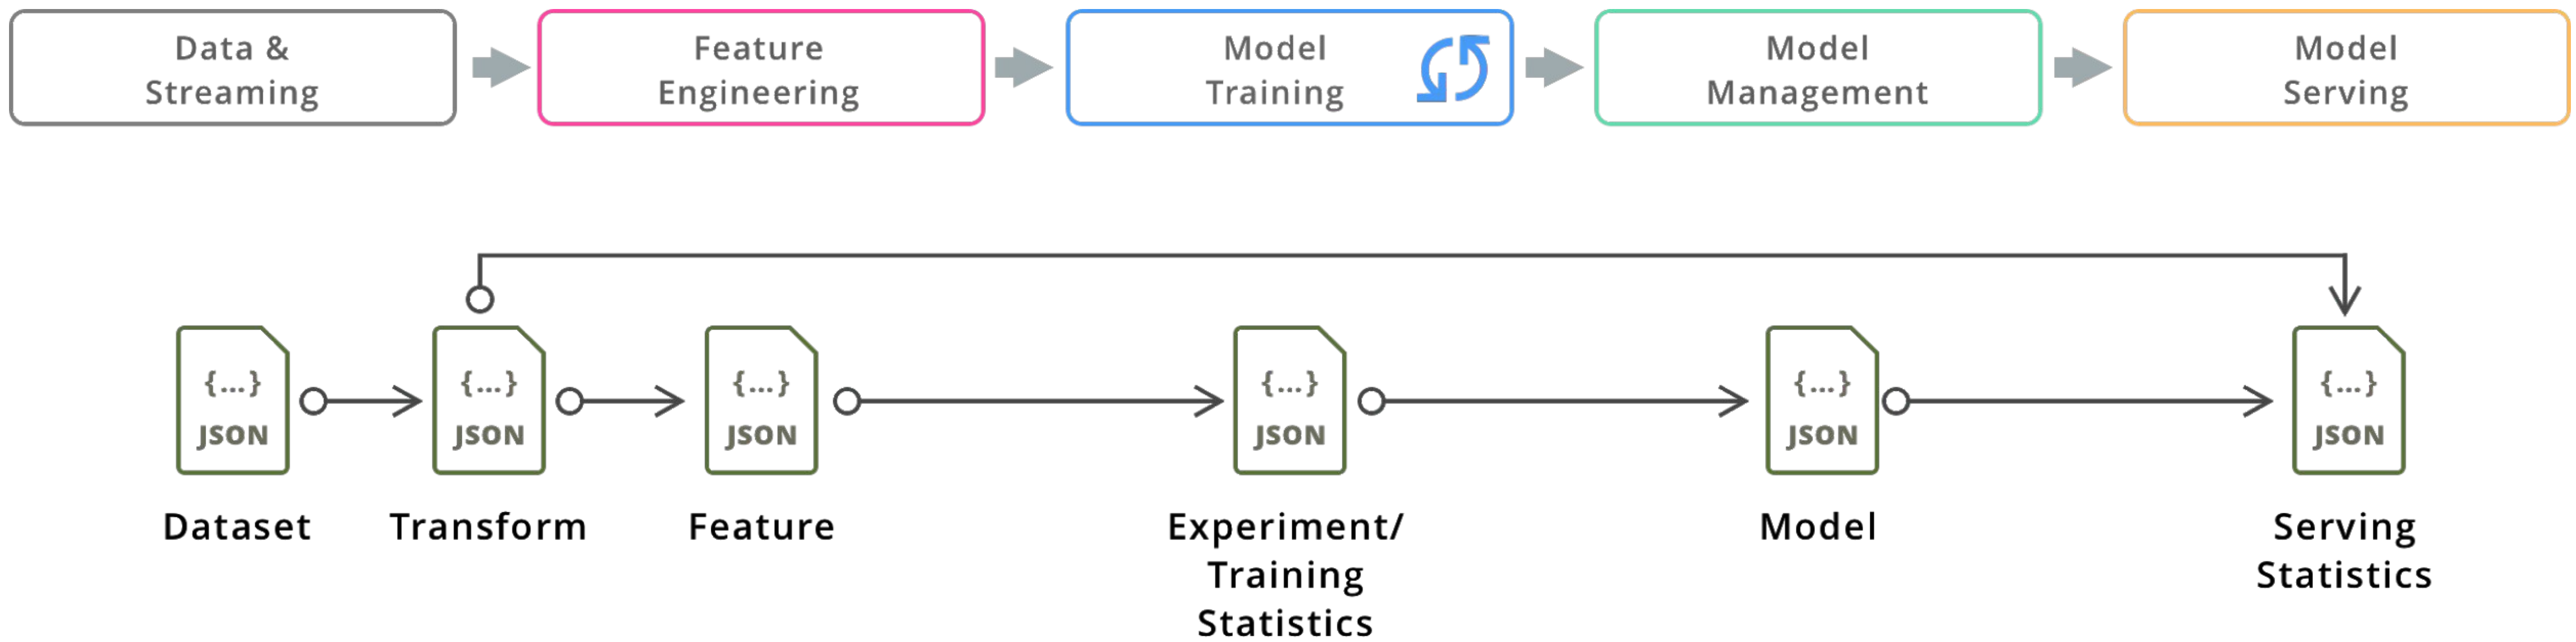 Data &
Streaming
Feature
Engineering
Model
Training
Model
Management
Model
Serving
{...}
JSON
{...}
JSON
{...}
JSON
{...}
JSON
{...}
JSON
{...}
JSON
Dataset
Transform
Feature
Experiment/
Training
Statistics
Model
Serving
Statistics